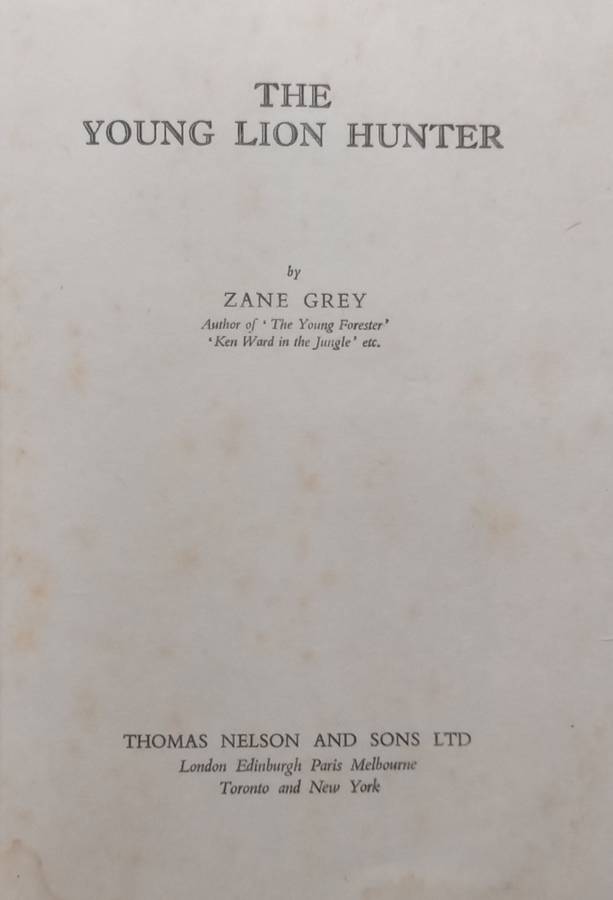 THE
YOUNG LION HUNTER
by
ZANE GREY
Author of ‘ The Young Forester’
‘Ken Ward in the Jungle’ etc.
THOMAS NELSON AND SONS LTD
London Edinburgh Paris Melbourne
Toronto and New York